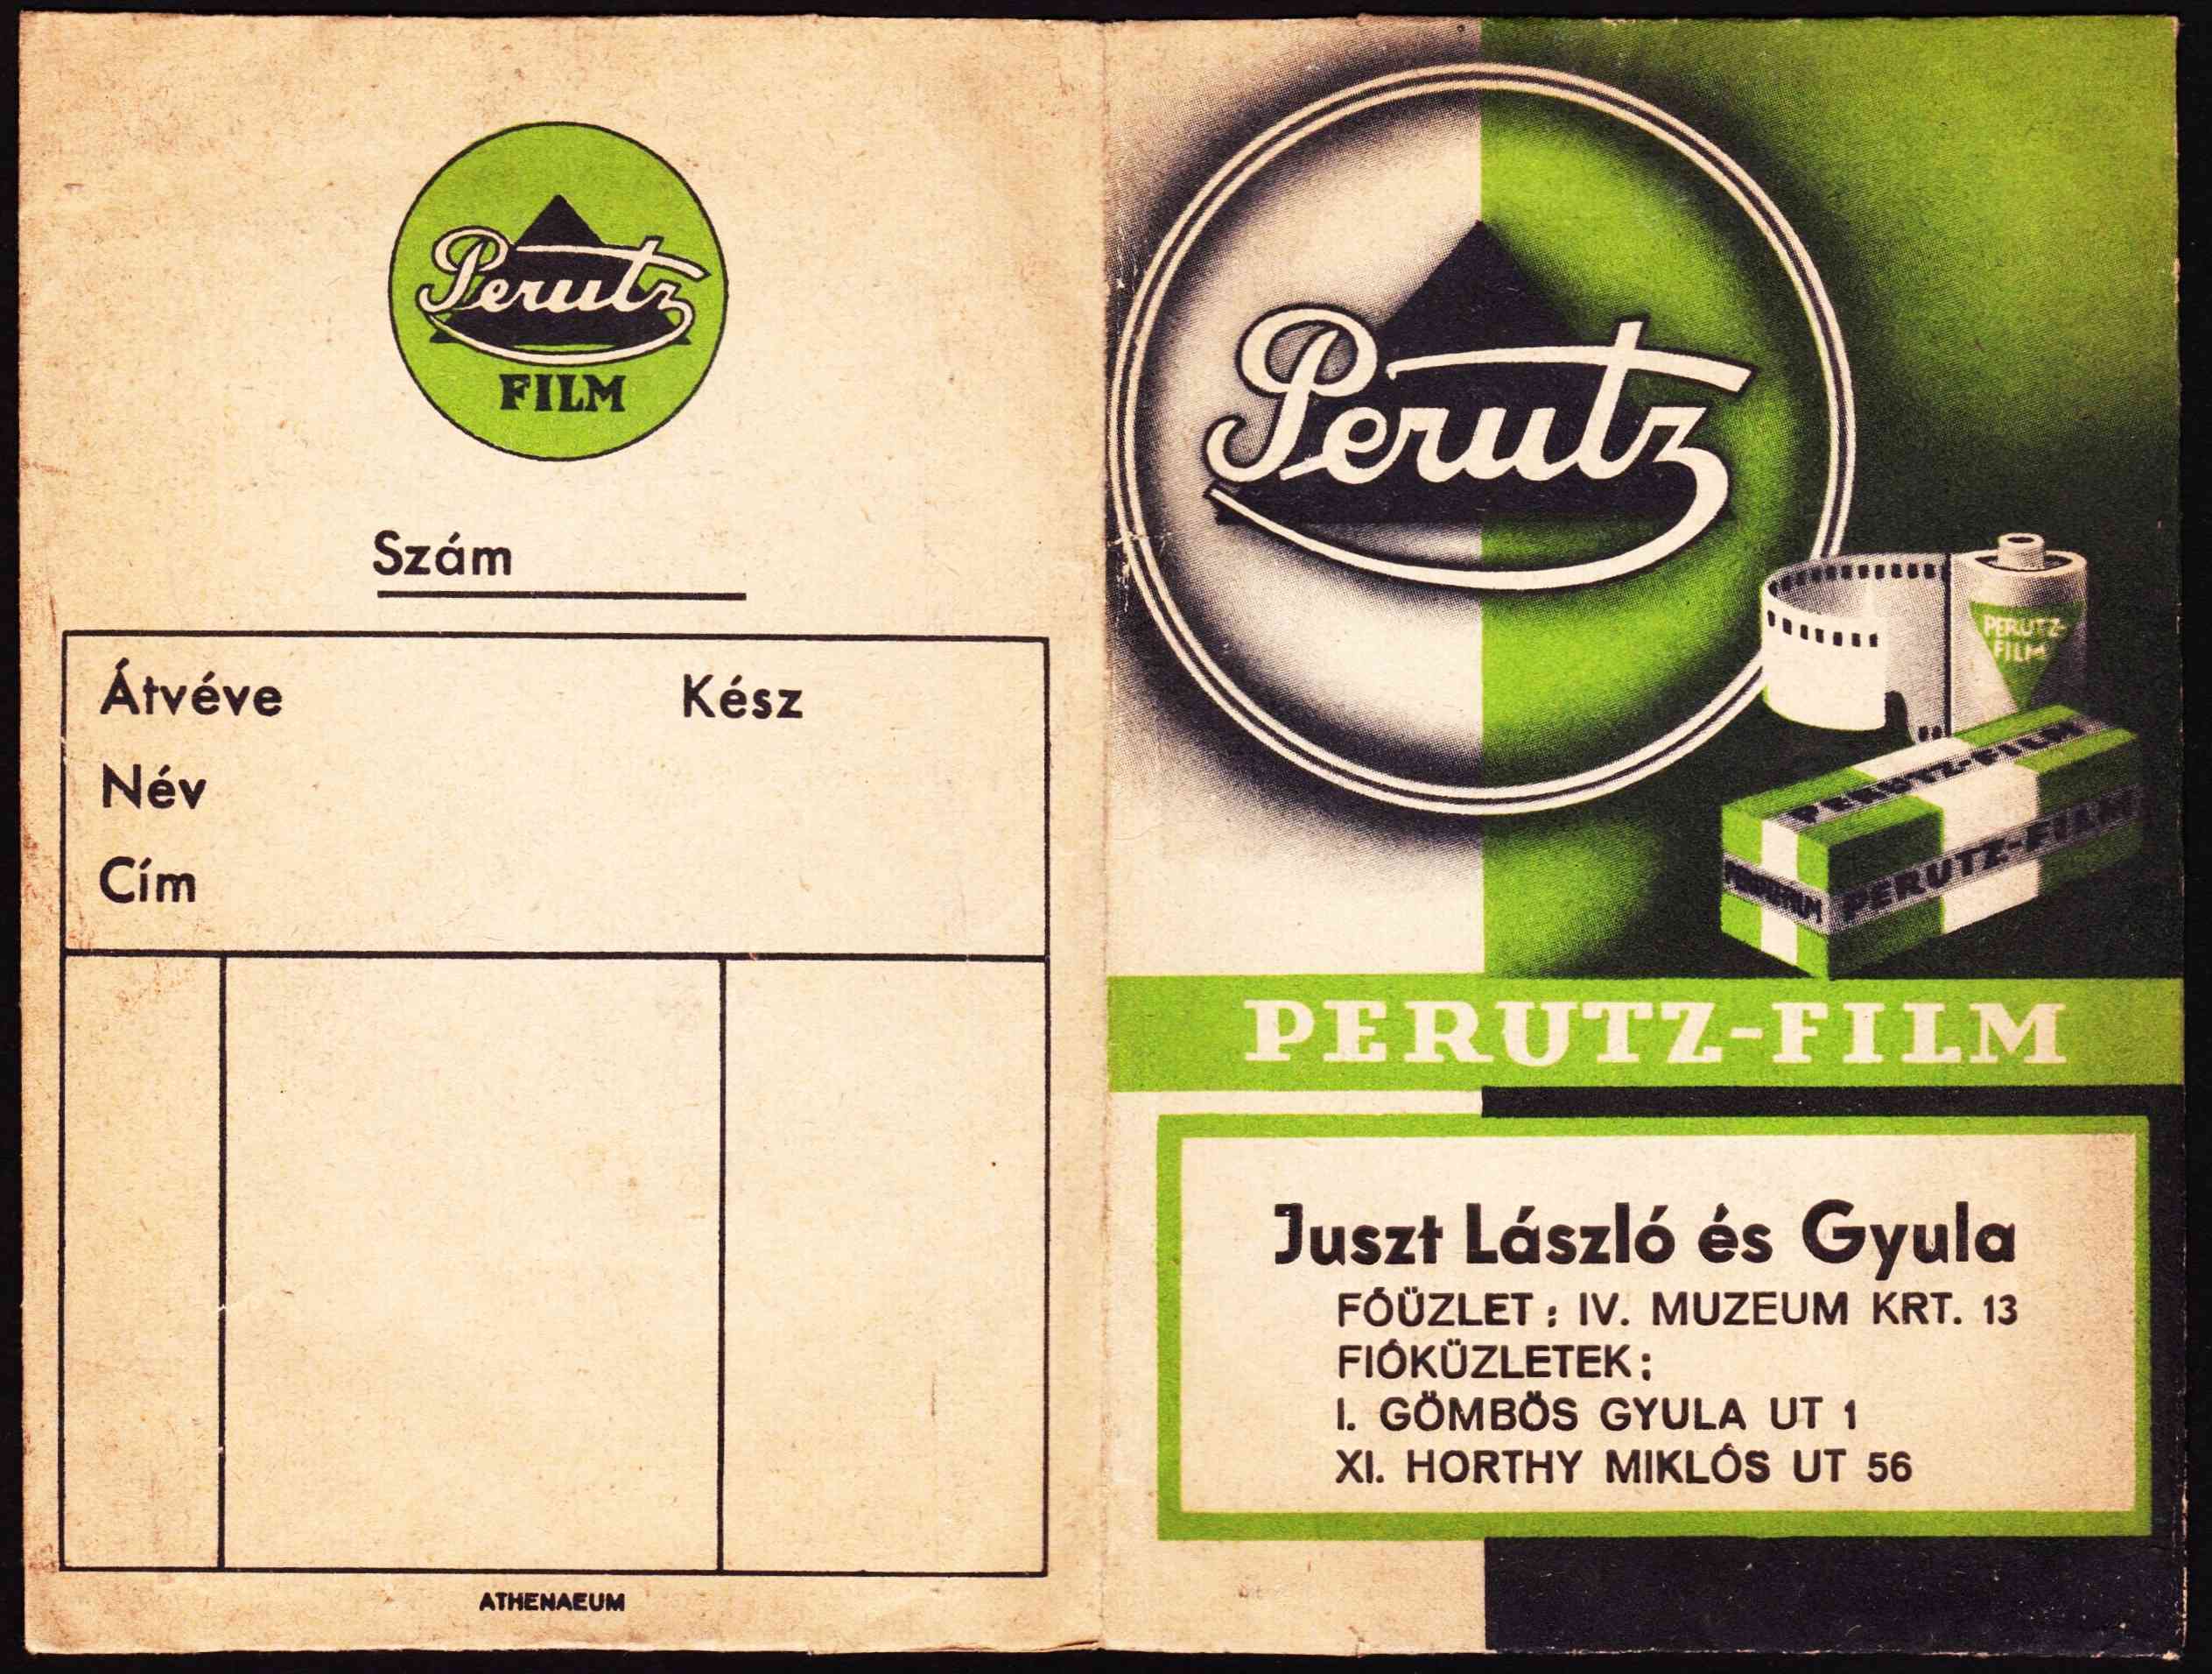 Perutz
FILM
Szám
Átvéve Kész
Név
Cím
ATHENAEUM
Perutz
PERUTZ-
FILM
PERUTZ-FILM
PERUTZ-FILM
PERUTZ-FILM
Juszt László és Gyula
FŐÜZLET: IV. MUZEUM KRT. 13
FIÓKÜZLETEK:
I. GÖMBÖS GYULA UT 1
XI. HORTHY MIKLÓS UT 56